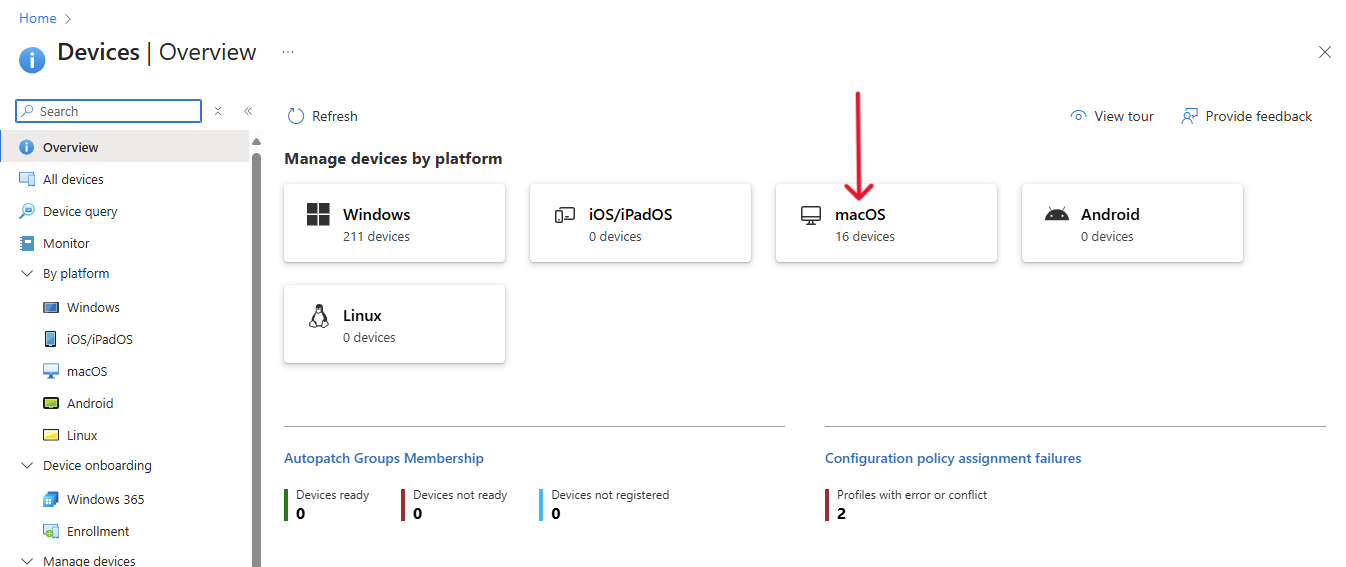 Home
Devices | Overview
...
Search
Refresh
View tour
Provide feedback
Overview
All devices
Device query
Monitor
By platform
Windows
iOS/iPadOS
macOS
Android
Linux
Device onboarding
Windows 365
Enrollment
Manage devices
Manage devices by platform
Windows
211 devices
iOS/iPadOS
0 devices
macOS
16 devices
Android
0 devices
Linux
0 devices
Autopatch Groups Membership
Devices ready
0
Devices not ready
0
Devices not registered
0
Configuration policy assignment failures
Profiles with error or conflict
2